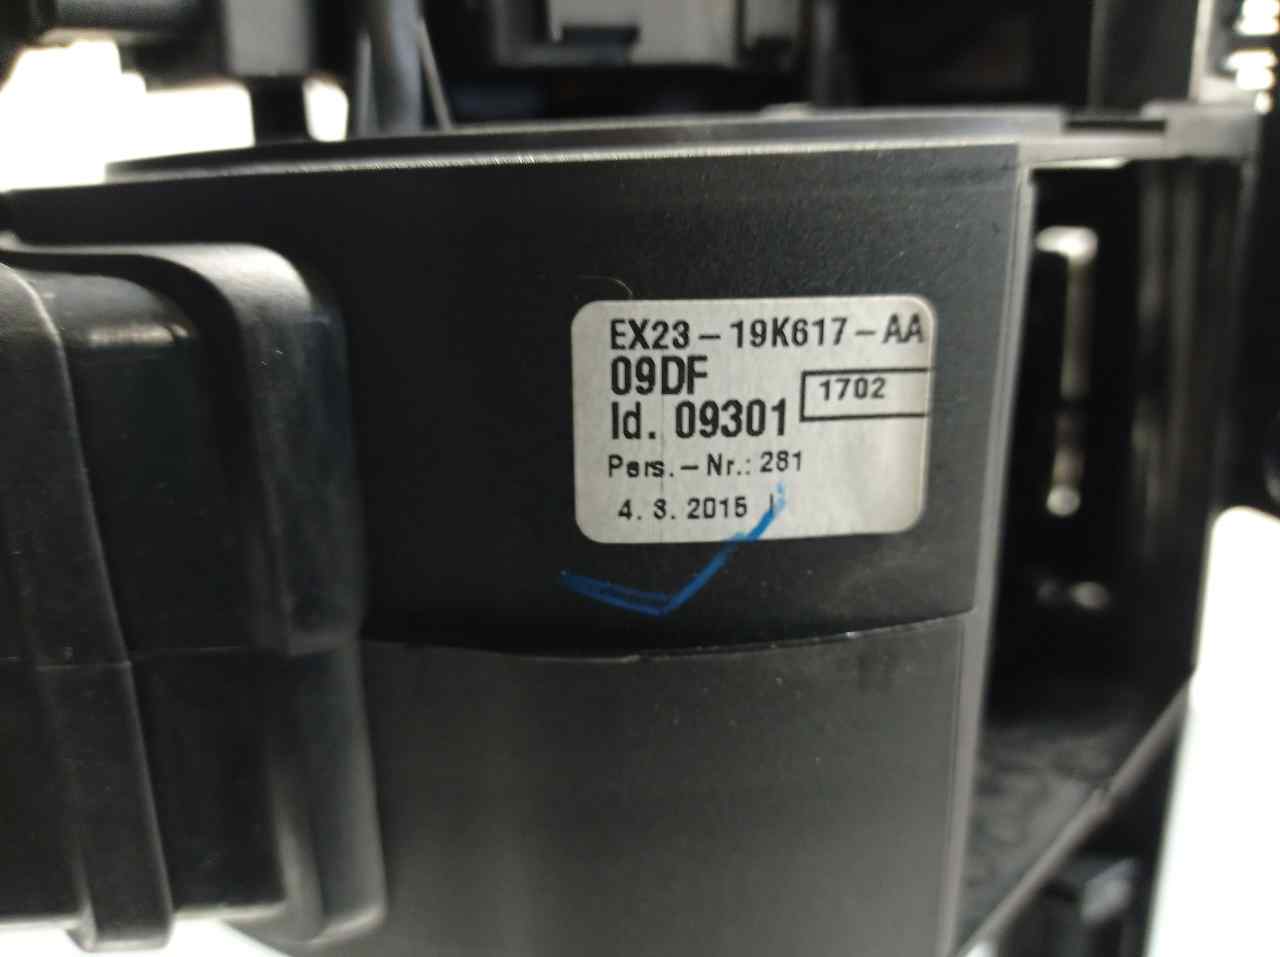 EX23-19K617-AA
09DF
1702
Id. 09301
Pers.-Nr.: 281
4. 3. 2015